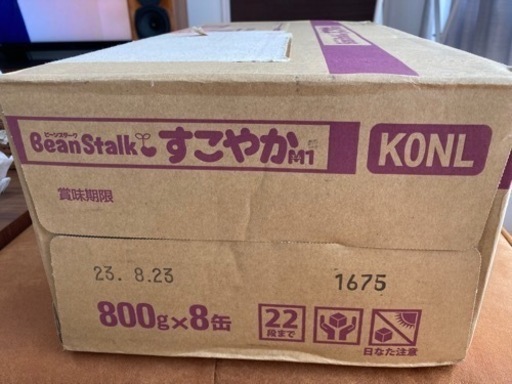 ビーンスターク
BeanStalk すこやかM1
KONL
賞味期限
23. 8.23
1675
800g×8缶
22
段まで
日なた注意